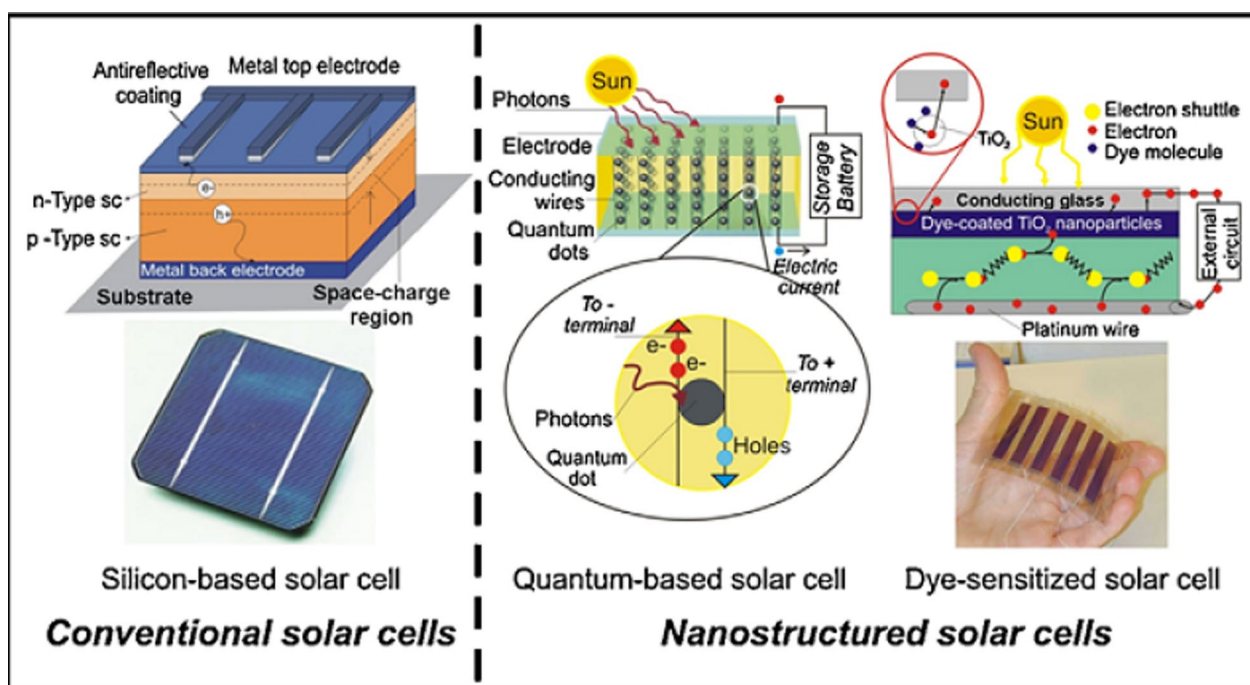 Antireflective
coating
Metal top electrode
e-
h+
n-Type sc
p -Type sc
Metal back electrode
Substrate
Space-charge
region
Silicon-based solar cell
Conventional solar cells
Sun
Photons
Electrode
Conducting
wires
Quantum
dots
Storage
Battery
Electric
current
To -
terminal
e-
e-
To +
terminal
Photons
Quantum
dot
Holes
Quantum-based solar cell
TiO₂
Sun
Electron shuttle
Electron
Dye molecule
Conducting glass
Dye-coated TiO₂ nanoparticles
External
circuit
Platinum wire
Dye-sensitized solar cell
Nanostructured solar cells